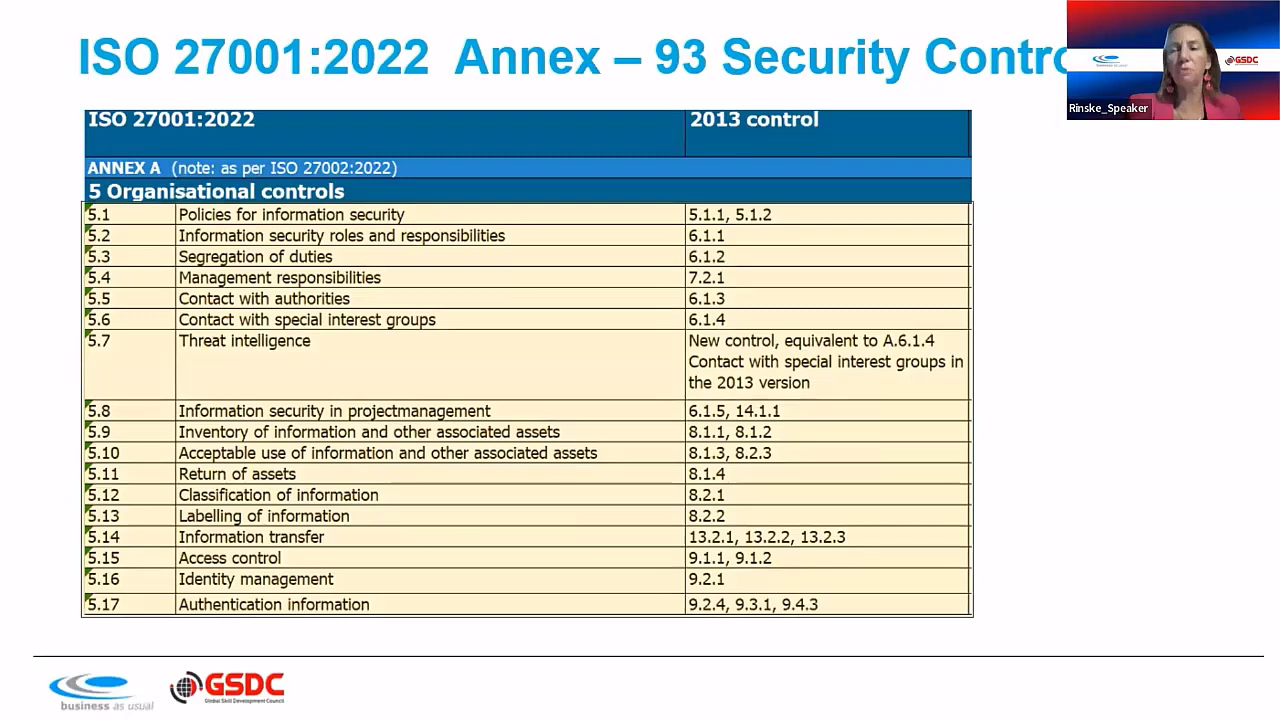 ISO 27001:2022 Annex – 93 Security Contro
business as usual
GSDC
Rinske_Speaker
ISO 27001:2022 2013 control
ANNEX A (note: as per ISO 27002:2022)
5 Organisational controls
5.1 Policies for information security 5.1.1, 5.1.2
5.2 Information security roles and responsibilities 6.1.1
5.3 Segregation of duties 6.1.2
5.4 Management responsibilities 7.2.1
5.5 Contact with authorities 6.1.3
5.6 Contact with special interest groups 6.1.4
5.7 Threat intelligence New control, equivalent to A.6.1.4
Contact with special interest groups in
the 2013 version
5.8 Information security in projectmanagement 6.1.5, 14.1.1
5.9 Inventory of information and other associated assets 8.1.1, 8.1.2
5.10 Acceptable use of information and other associated assets 8.1.3, 8.2.3
5.11 Return of assets 8.1.4
5.12 Classification of information 8.2.1
5.13 Labelling of information 8.2.2
5.14 Information transfer 13.2.1, 13.2.2, 13.2.3
5.15 Access control 9.1.1, 9.1.2
5.16 Identity management 9.2.1
5.17 Authentication information 9.2.4, 9.3.1, 9.4.3
business as usual
GSDC
Global Skill Development Council